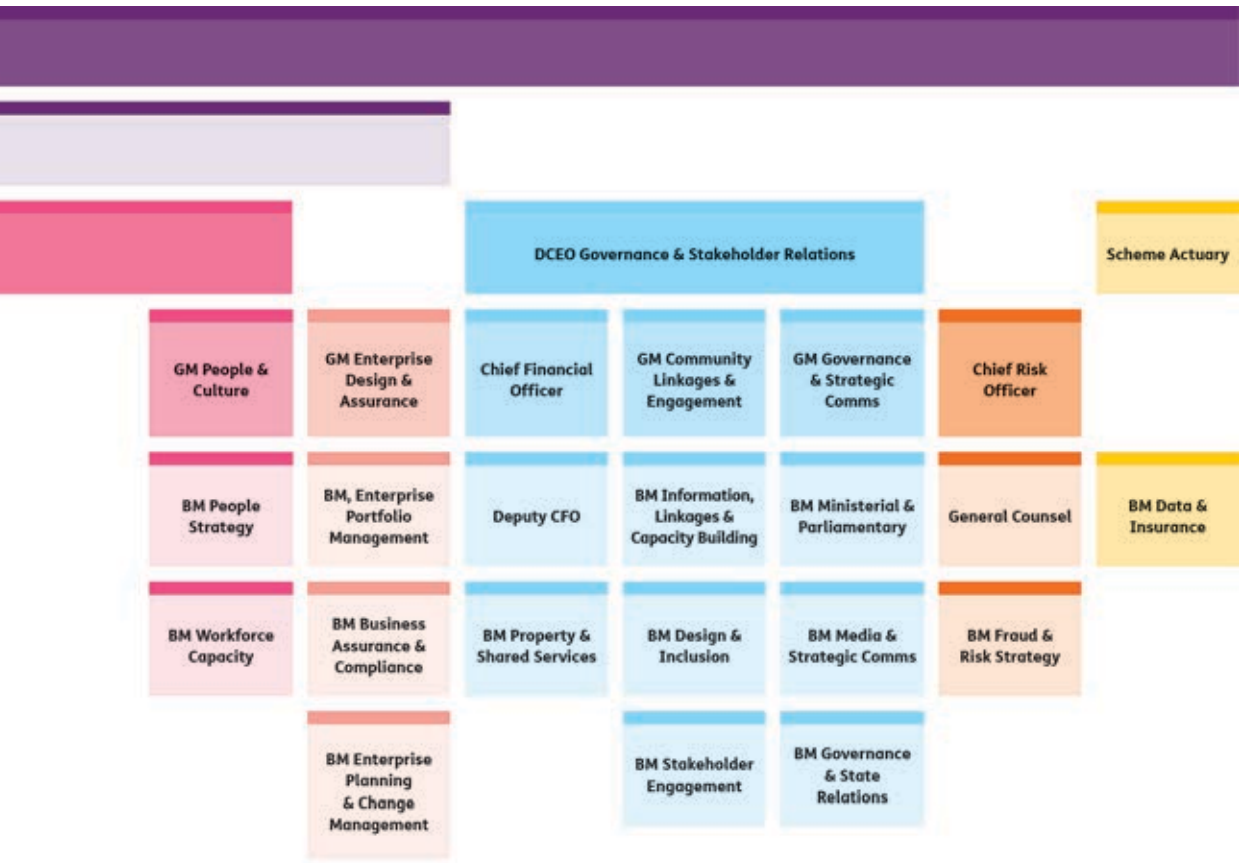 DCEO Governance & Stakeholder Relations
Scheme Actuary
GM People &
Culture
GM Enterprise
Design &
Assurance
Chief Financial
Officer
GM Community
Linkages &
Engagement
GM Governance
& Strategic
Comms
Chief Risk
Officer
BM People
Strategy
BM, Enterprise
Portfolio
Management
Deputy CFO
BM Information,
Linkages &
Capacity Building
BM Ministerial &
Parliamentary
General Counsel
BM Data &
Insurance
BM Workforce
Capacity
BM Business
Assurance &
Compliance
BM Property &
Shared Services
BM Design &
Inclusion
BM Media &
Strategic Comms
BM Fraud &
Risk Strategy
BM Enterprise
Planning
& Change
Management
BM Stakeholder
Engagement
BM Governance
& State
Relations